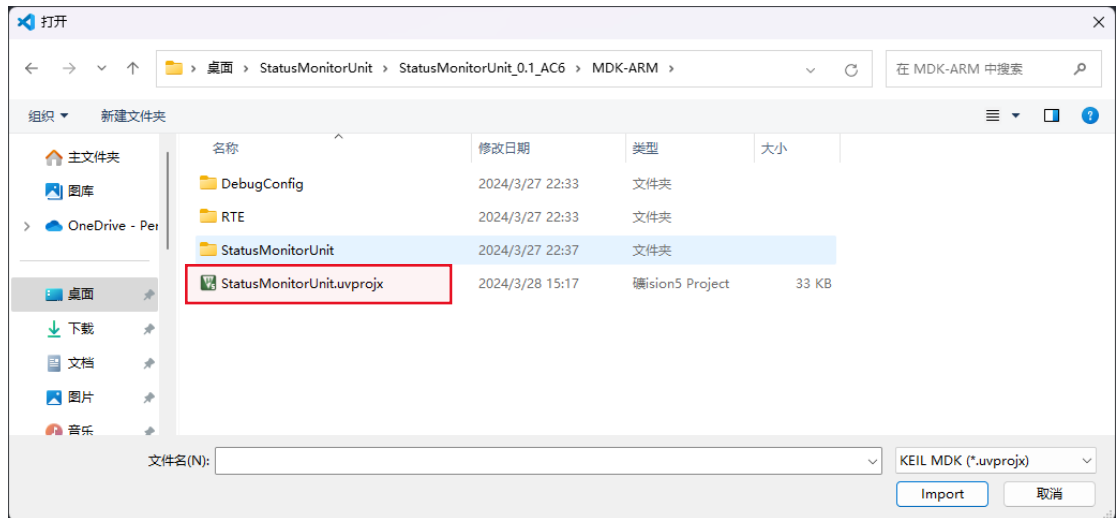 打开
桌面 › StatusMonitorUnit › StatusMonitorUnit_0.1_AC6 › MDK-ARM ›
在 MDK-ARM 中搜索
组织 新建文件夹
名称 修改日期 类型 大小
主文件夹
图库
OneDrive - Per
桌面
下载
文档
图片
音乐
DebugConfig 2024/3/27 22:33 文件夹
RTE 2024/3/27 22:33 文件夹
StatusMonitorUnit 2024/3/27 22:37 文件夹
StatusMonitorUnit.uvprojx 2024/3/28 15:17 礦ision5 Project 33 KB
文件名(N):
KEIL MDK (*.uvprojx)
Import 取消